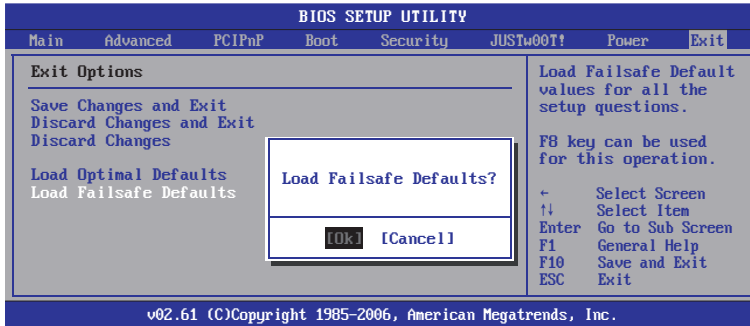 BIOS SETUP UTILITY
Main Advanced PCIPnP Boot Security JUSTw00T! Power Exit
Exit Options
Save Changes and Exit
Discard Changes and Exit
Discard Changes
Load Optimal Defaults
Load Failsafe Defaults
Load Failsafe Defaults?
[Ok] [Cancel]
Load Failsafe Default
values for all the
setup questions.
F8 key can be used
for this operation.
← Select Screen
↑↓ Select Item
Enter Go to Sub Screen
F1 General Help
F10 Save and Exit
ESC Exit
v02.61 (C)Copyright 1985-2006, American Megatrends, Inc.